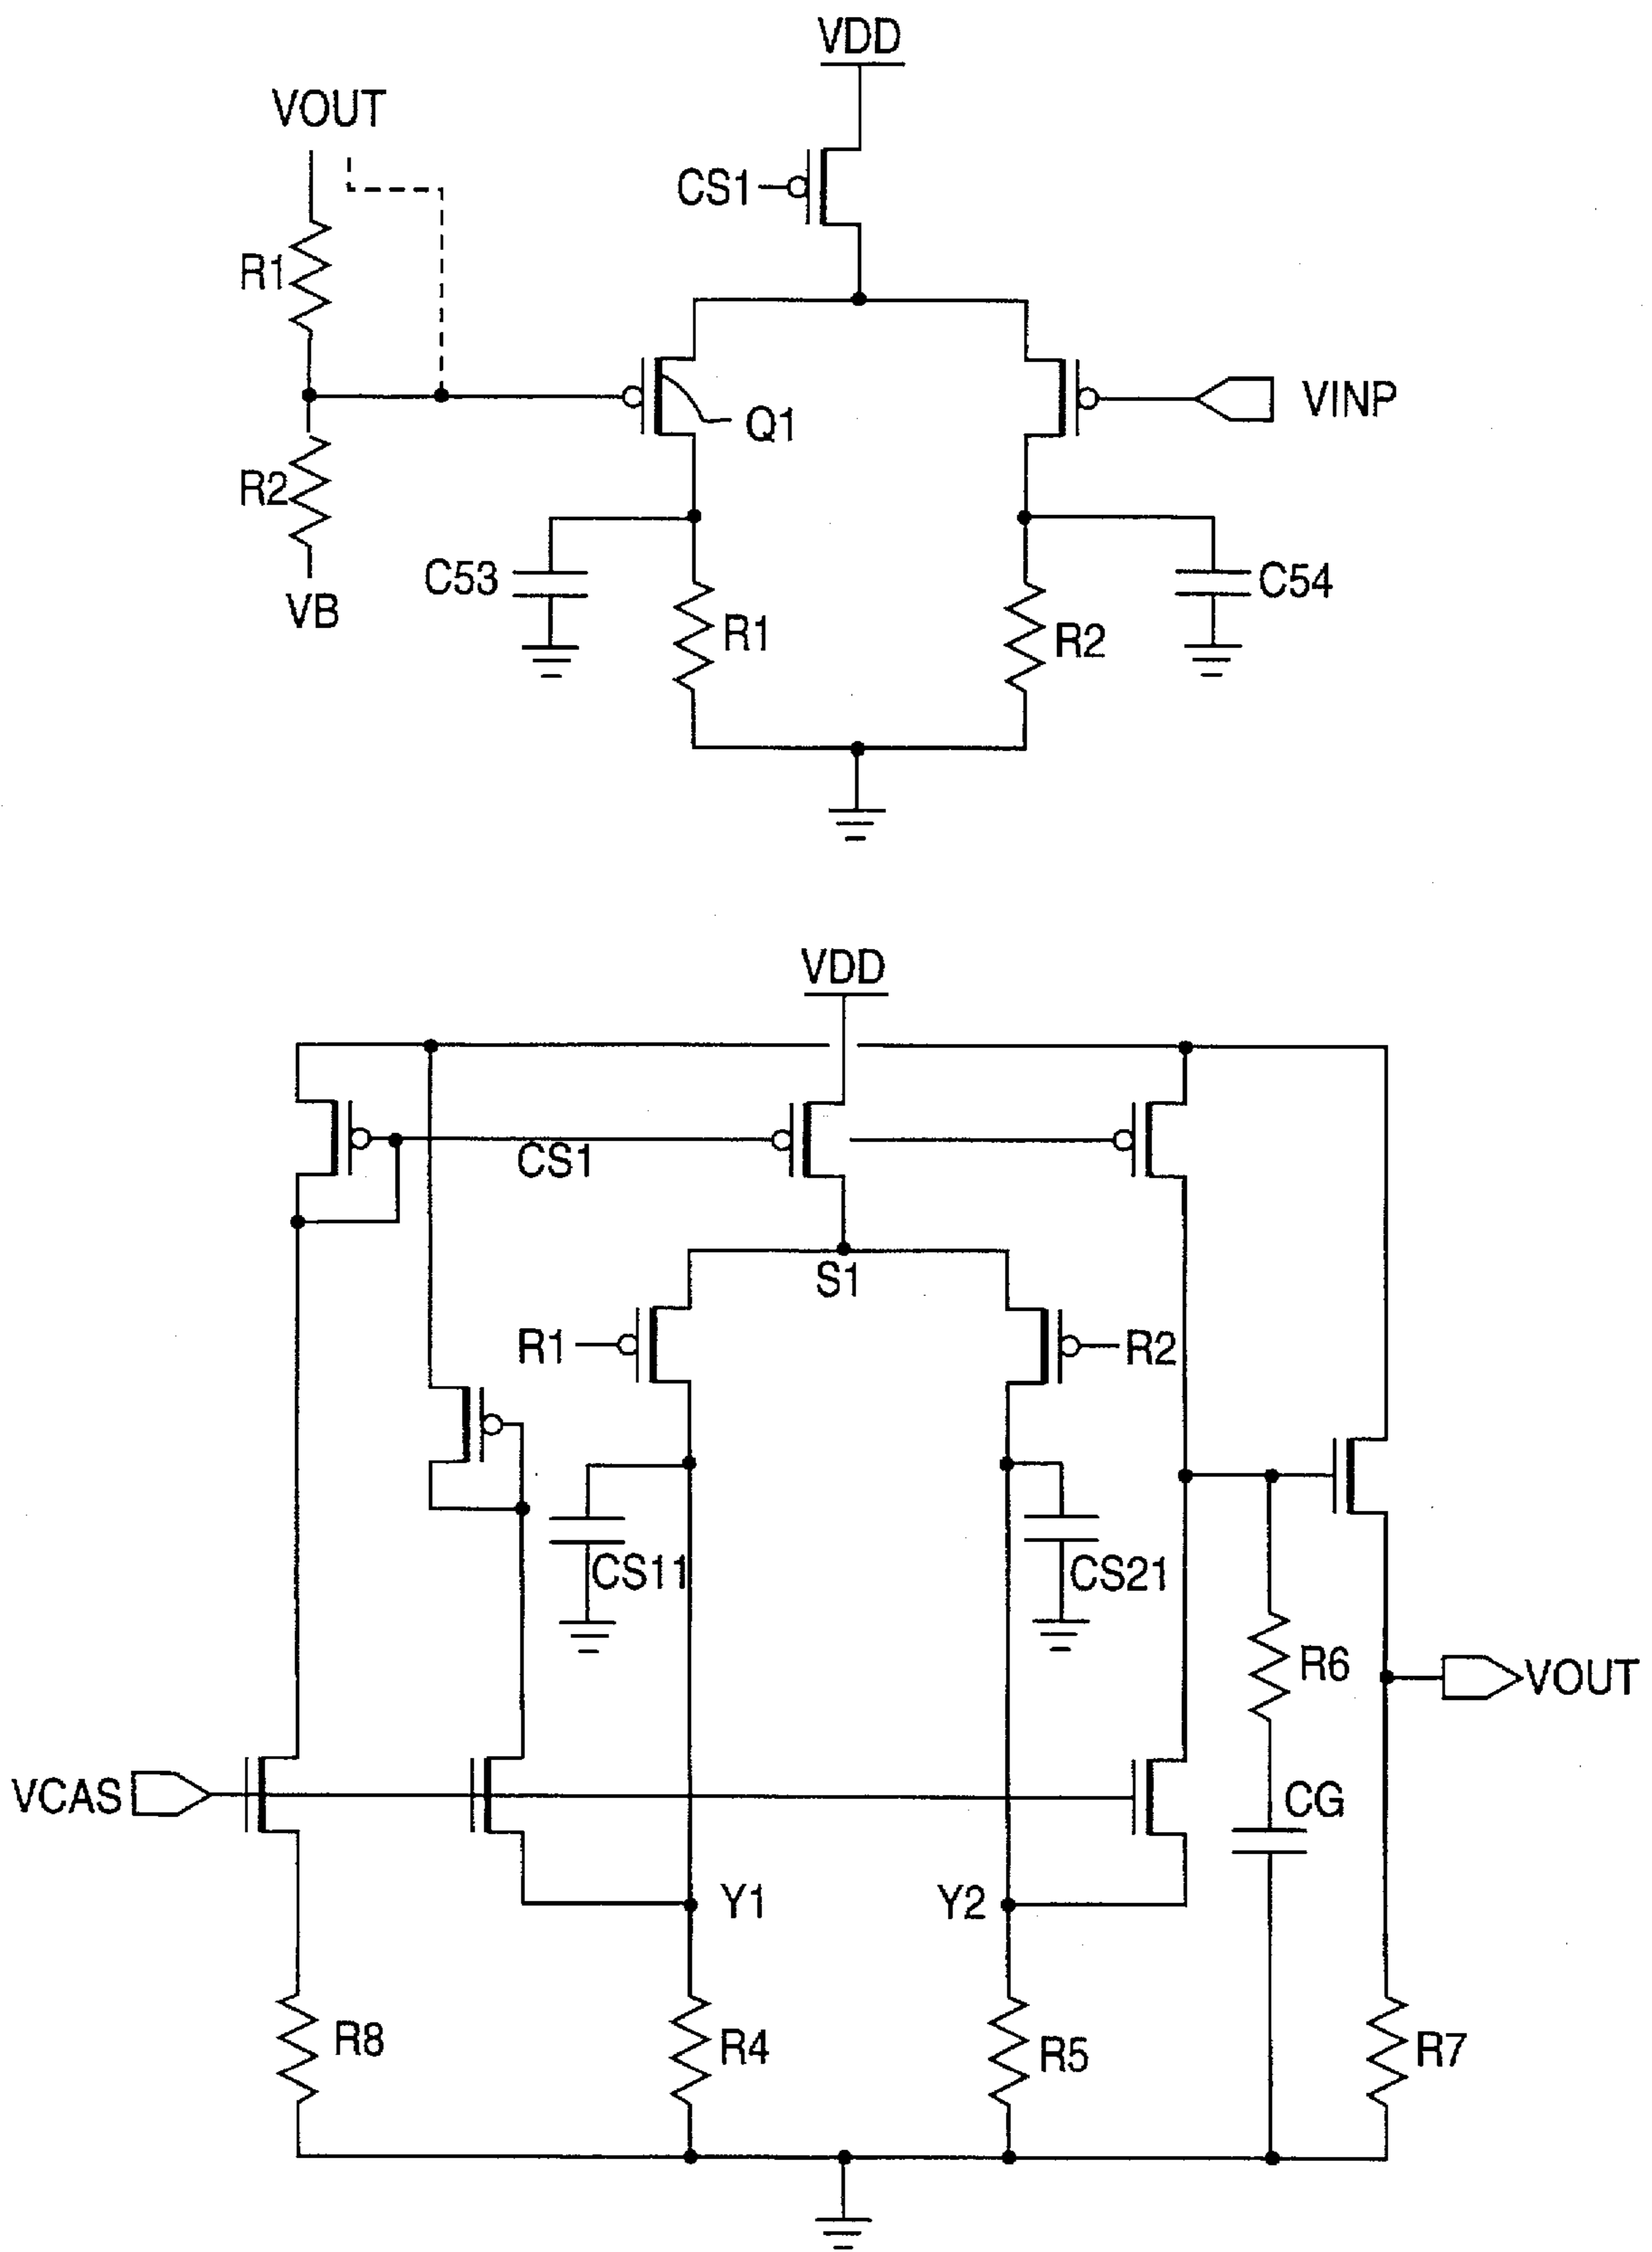 VDD
VOUT
CS1
R1
Q1
VINP
R2
C53
C54
VB
R1
R2
VDD
CS1
S1
R1
R2
CS11
CS21
R6
VOUT
VCAS
CG
Y1
Y2
R8
R4
R5
R7